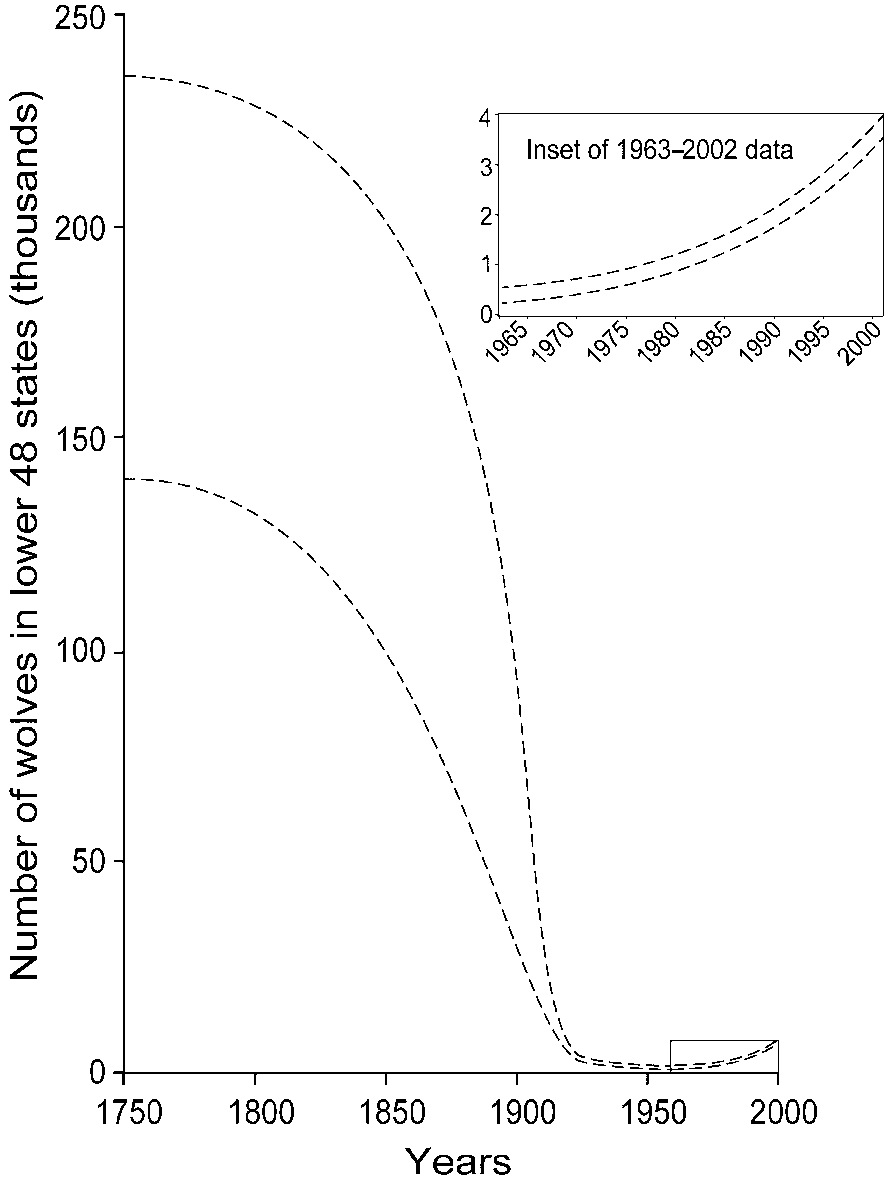 Number of wolves in lower 48 states (thousands)
250
200
150
100
50
0
1750 1800 1850 1900 1950 2000
Years
Inset of 1963–2002 data
4
3
2
1
0
1965 1970 1975 1980 1985 1990 1995 2000